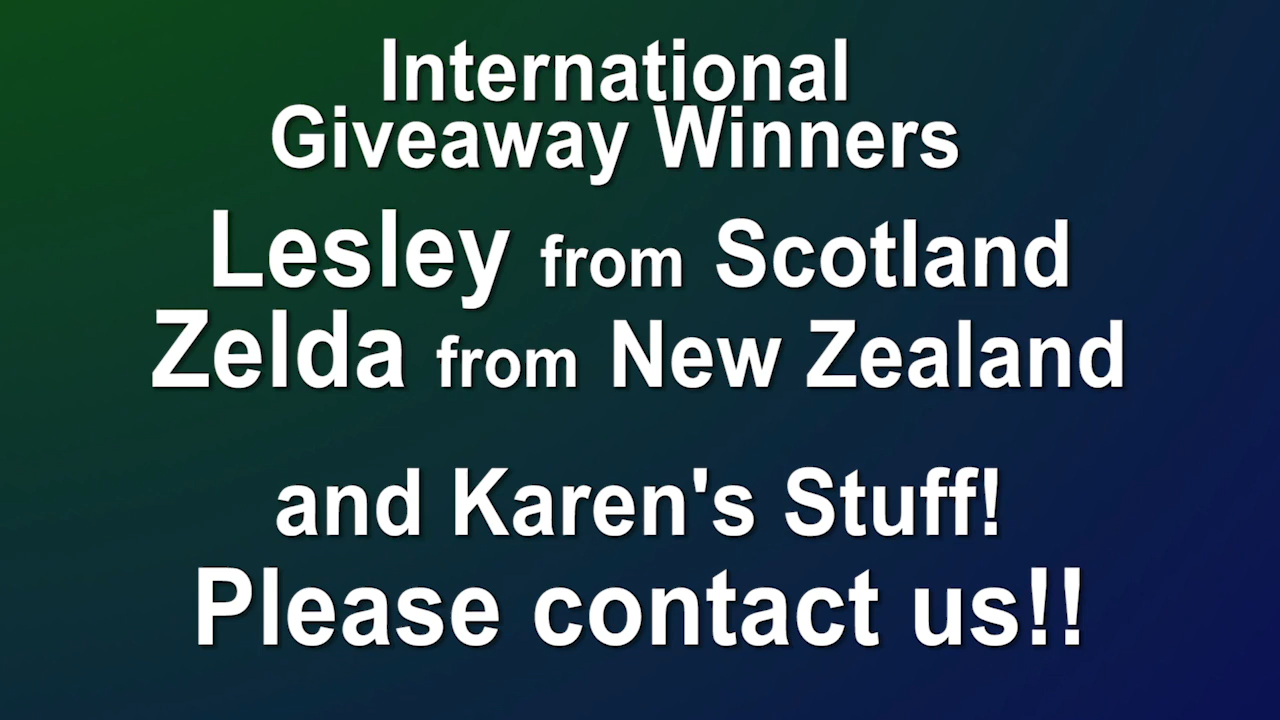 International
Giveaway Winners
Lesley from Scotland
Zelda from New Zealand
and Karen's Stuff!
Please contact us!!